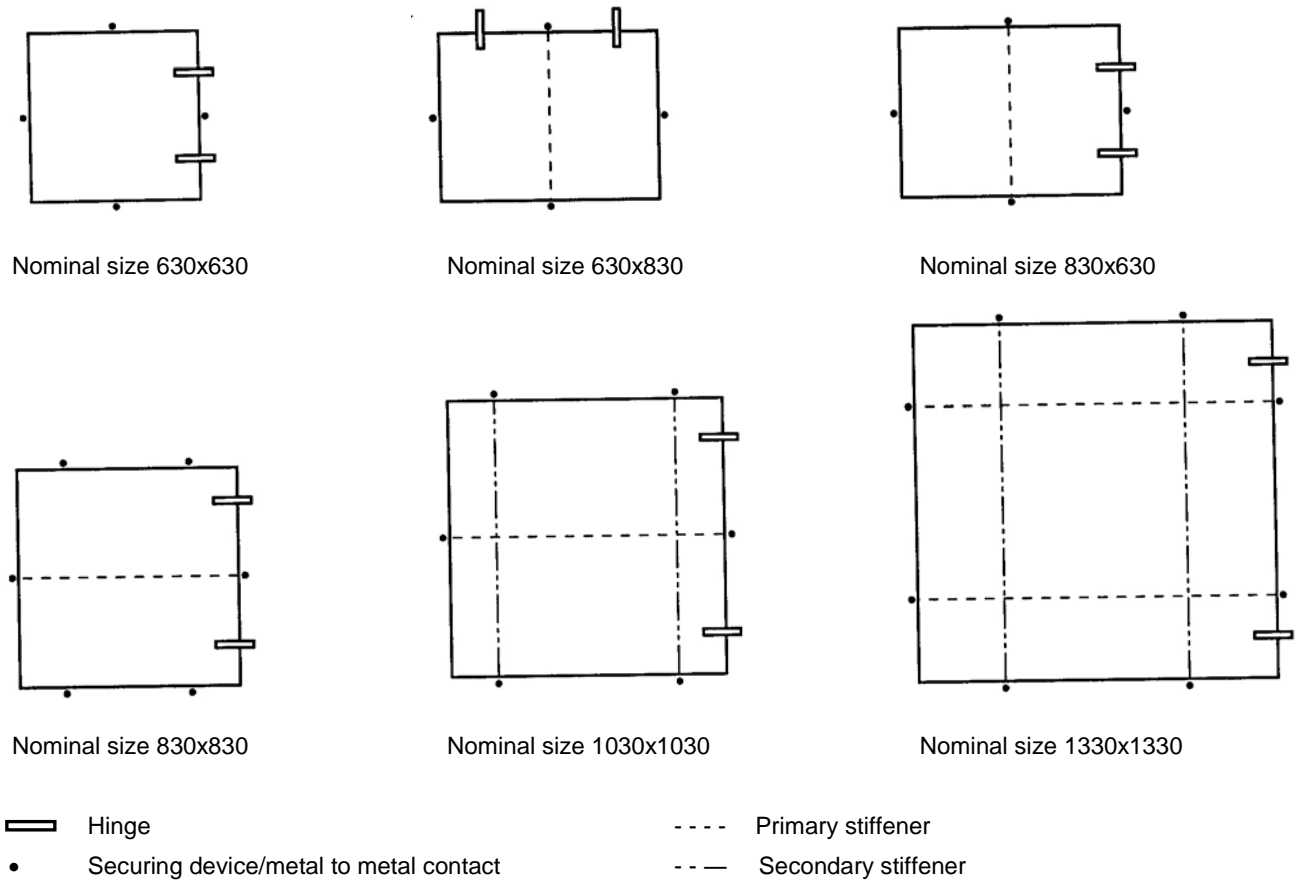 Nominal size 630x630
Nominal size 630x830
Nominal size 830x630
Nominal size 830x830
Nominal size 1030x1030
Nominal size 1330x1330
Hinge
Primary stiffener
Securing device/metal to metal contact
Secondary stiffener